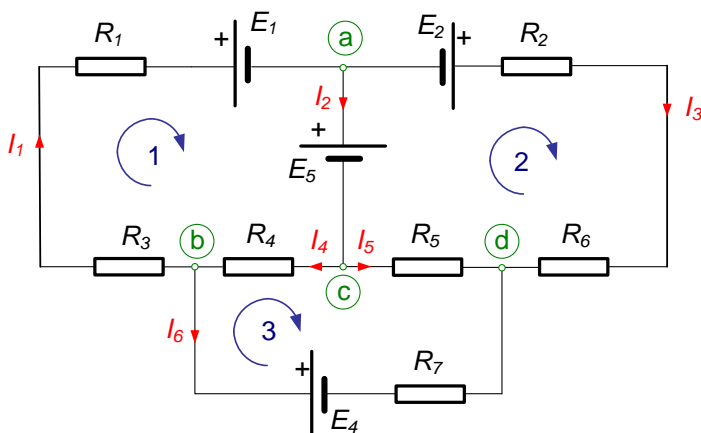 R1
+
E1
a
E2
+
R2
I1
1
I2
+
E5
2
I3
R3
b
R4
I4
c
I5
R5
d
R6
I6
3
+
E4
R7